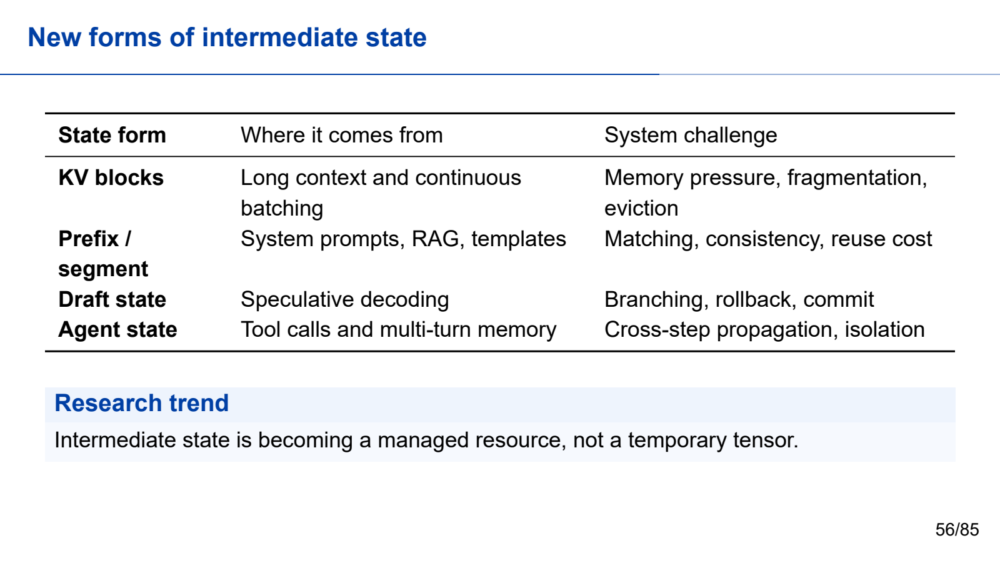 New forms of intermediate state
State form Where it comes from System challenge
KV blocks Long context and continuous Memory pressure, fragmentation,
batching eviction
Prefix / System prompts, RAG, templates Matching, consistency, reuse cost
segment
Draft state Speculative decoding Branching, rollback, commit
Agent state Tool calls and multi-turn memory Cross-step propagation, isolation
Research trend
Intermediate state is becoming a managed resource, not a temporary tensor.
56/85